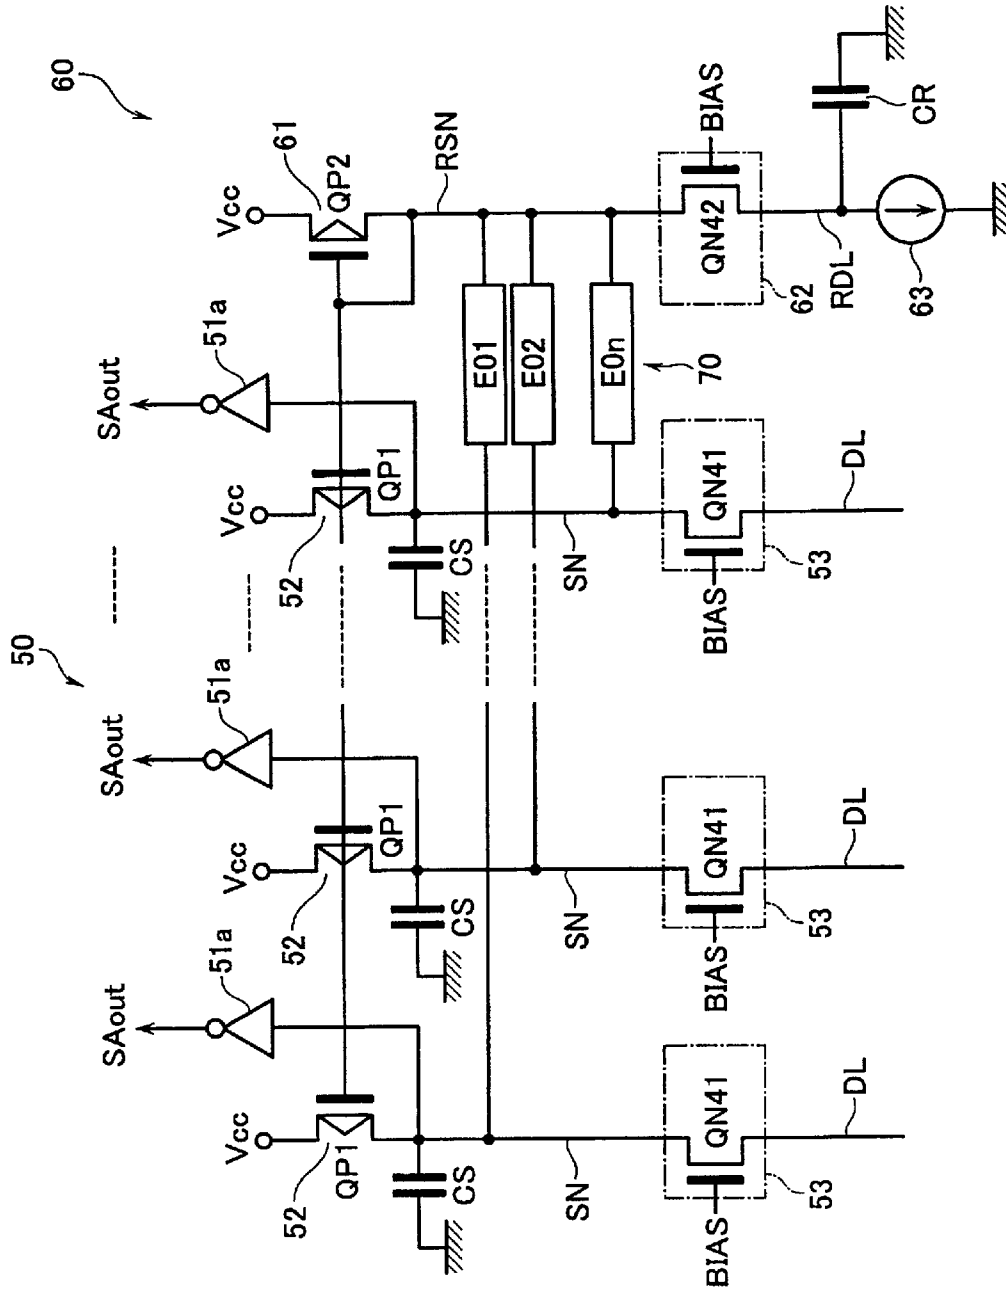 60
61
Vcc
QP2
RSN
BIAS
QN42
62
RDL
63
CR
SAout
51a
E01
E02
E0n
70
Vcc
QP1
52
CS
SN
QN41
BIAS
53
DL
50
SAout
51a
Vcc
QP1
52
CS
SN
QN41
BIAS
53
DL
SAout
51a
Vcc
QP1
52
CS
SN
QN41
BIAS
53
DL